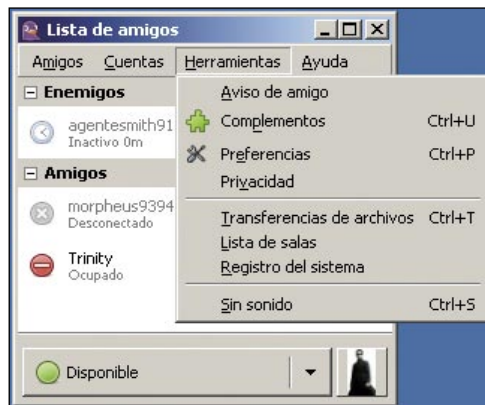 Lista de amigos
Amigos Cuentas Herramientas Ayuda
Enemigos
agentesmith91
Inactivo 0m
Amigos
morpheus9394
Desconectado
Trinity
Ocupado
Aviso de amigo
Complementos Ctrl+U
Preferencias Ctrl+P
Privacidad
Transferencias de archivos Ctrl+T
Lista de salas
Registro del sistema
Sin sonido Ctrl+S
Disponible